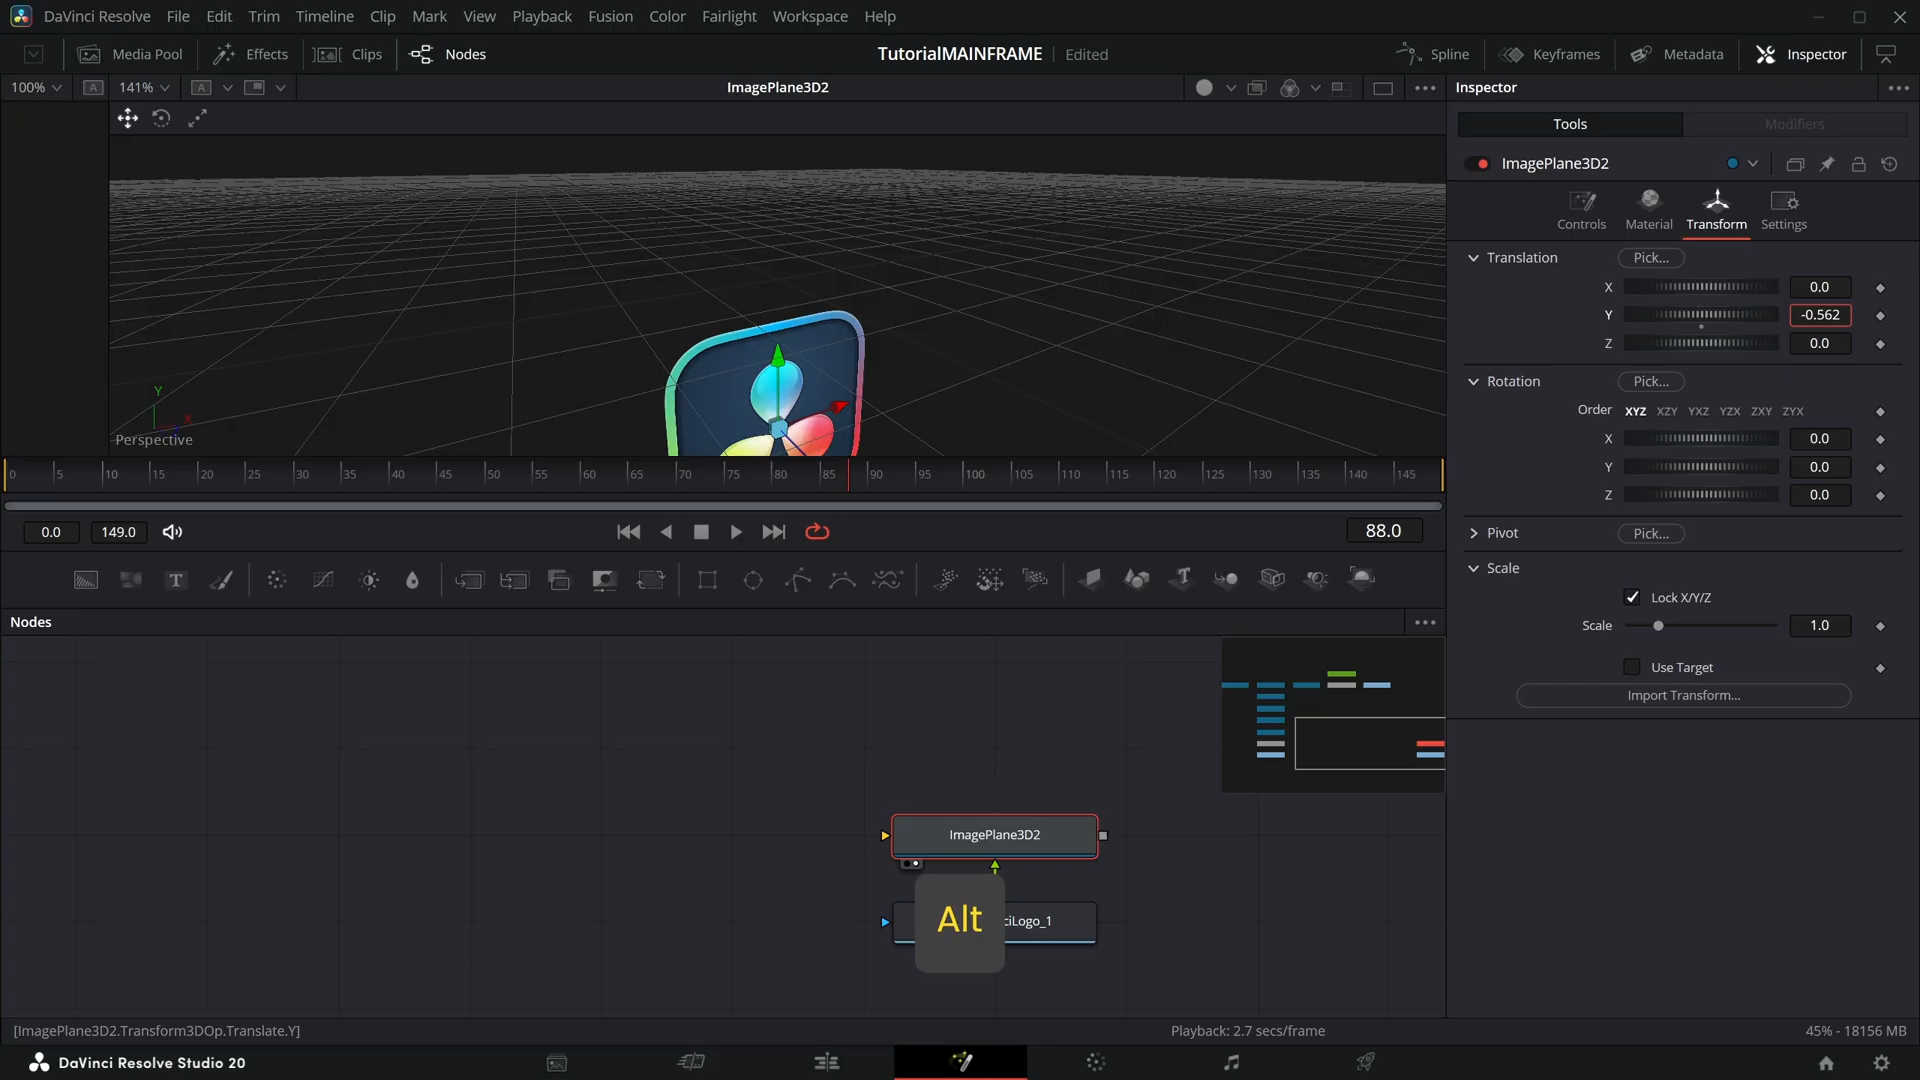 DaVinci Resolve File Edit Trim Timeline Clip Mark View Playback Fusion Color Fairlight Workspace Help
Media Pool Effects Clips Nodes TutorialMAINFRAME Edited Spline Keyframes Metadata Inspector
100% A 141% A ImagePlane3D2 Inspector
Tools Modifiers
ImagePlane3D2
Controls Material Transform Settings
Translation Pick...
X 0.0
Y -0.562
Z 0.0
Rotation Pick...
Order XYZ XZY YXZ YZX ZXY ZYX
X 0.0
Y 0.0
Z 0.0
Pivot Pick...
Scale
Lock X/Y/Z
Scale 1.0
Use Target
Import Transform...
Y
X
Perspective
0 5 10 15 20 25 30 35 40 45 50 55 60 65 70 75 80 85 90 95 100 105 110 115 120 125 130 135 140 145
0.0 149.0 88.0
T T
Nodes
ImagePlane3D2
ciLogo_1
Alt
[ImagePlane3D2.Transform3DOp.Translate.Y] Playback: 2.7 secs/frame 45% - 18156 MB
DaVinci Resolve Studio 20